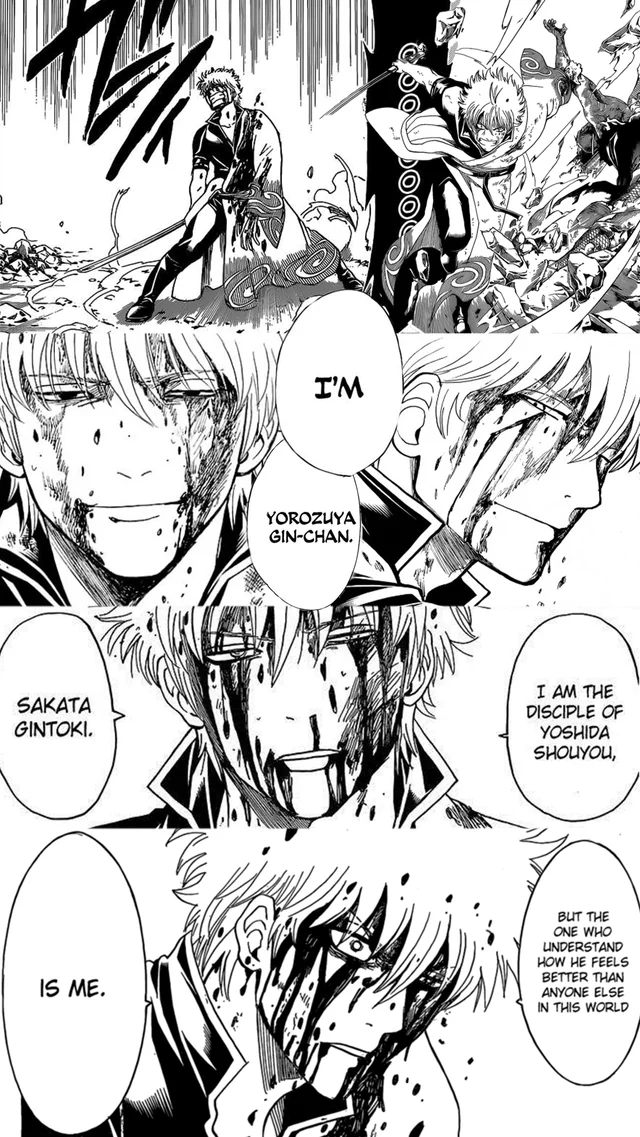 I'M
YOROZUYA
GIN-CHAN.
I AM THE
DISCIPLE OF
YOSHIDA
SHOUYOU,
SAKATA
GINTOKI.
BUT THE
ONE WHO
UNDERSTAND
HOW HE FEELS
BETTER THAN
ANYONE ELSE
IN THIS WORLD
IS ME.